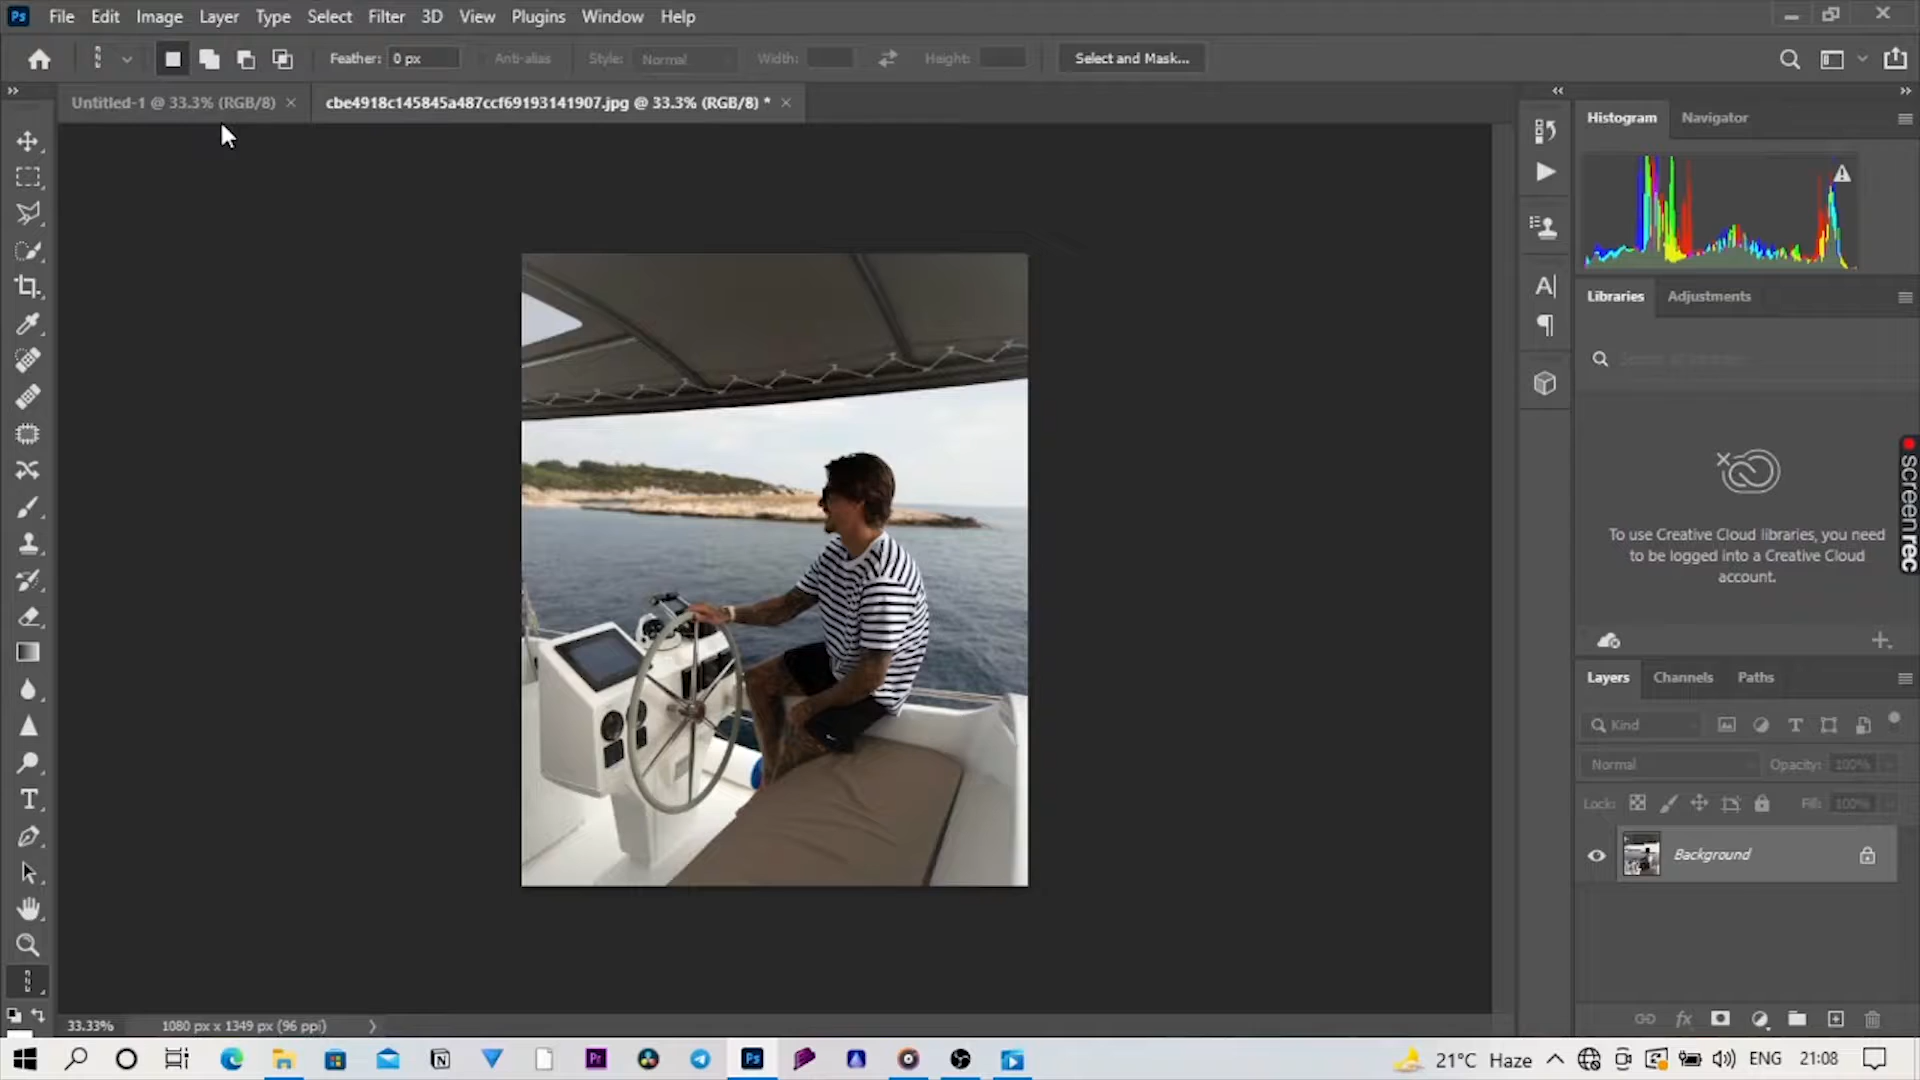 Ps File Edit Image Layer Type Select Filter 3D View Plugins Window Help
Feather: 0 px Anti-alias Style: Normal Width: Height: Select and Mask...
Untitled-1 @ 33.3% (RGB/8) × cbe4918c145845a487ccf69193141907.jpg @ 33.3% (RGB/8) * ×
Histogram Navigator
Libraries Adjustments
To use Creative Cloud libraries, you need
to be logged into a Creative Cloud
account.
screenrec
Layers Channels Paths
Kind
Normal Opacity: 100%
Lock: Fill: 100%
Background
33.33% 1080 px x 1349 px (96 ppi)
21°C Haze ENG 21:08